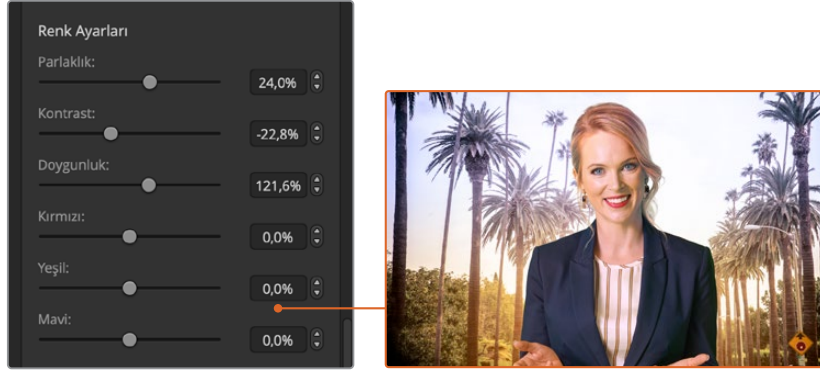 Renk Ayarları
Parlaklık:
24,0%
Kontrast:
-22,8%
Doygunluk:
121,6%
Kırmızı:
0,0%
Yeşil:
0,0%
Mavi:
0,0%